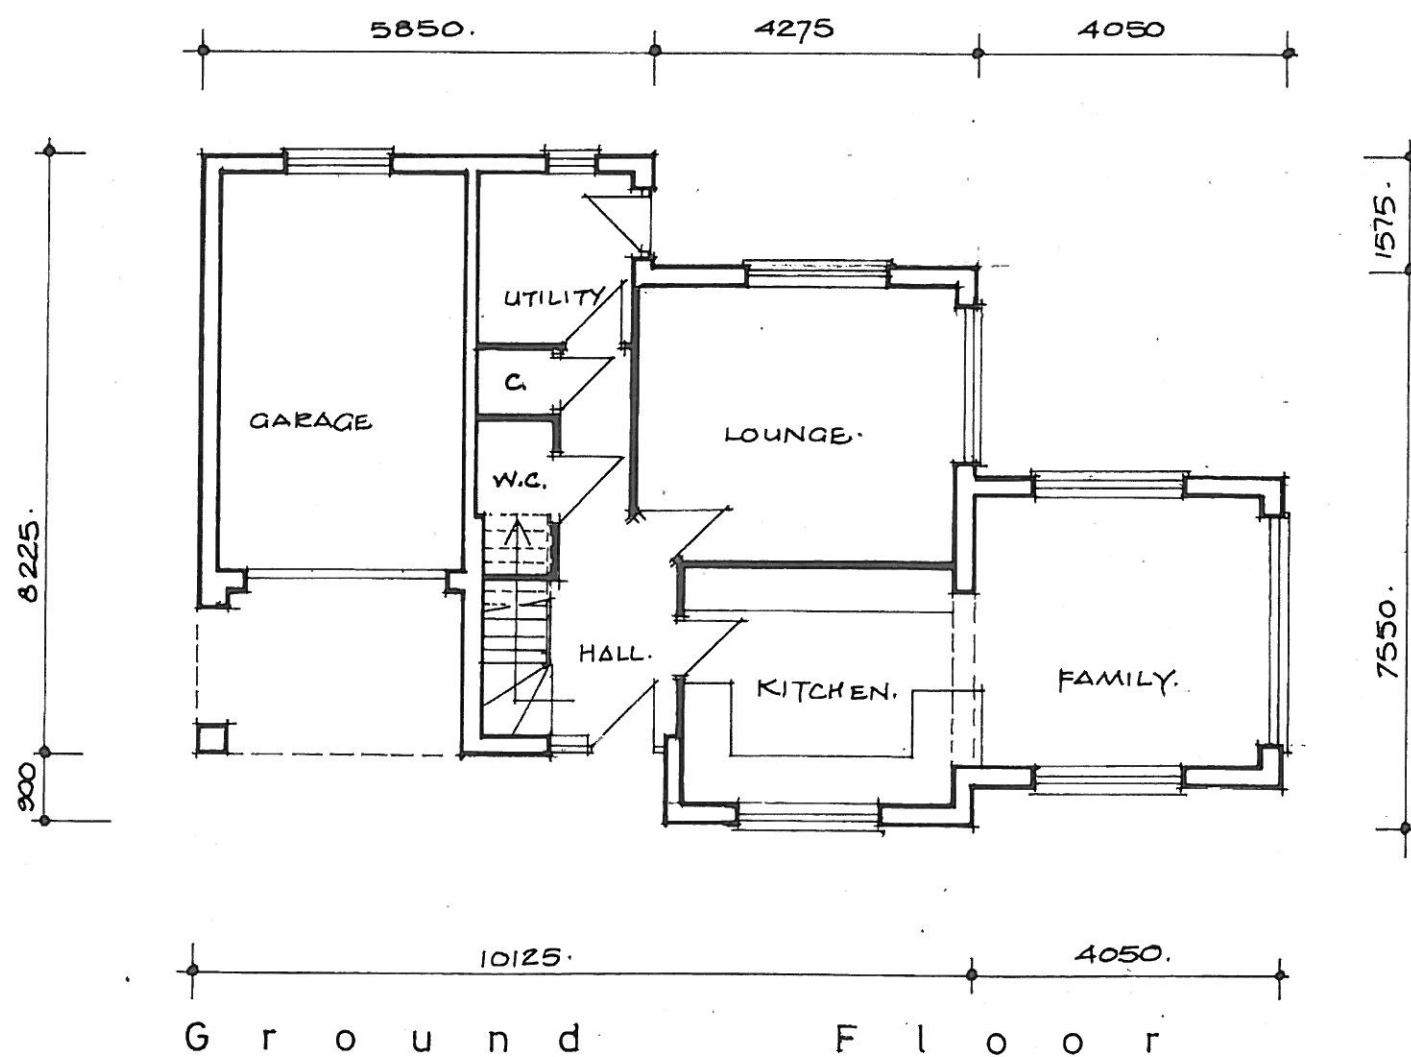 5850. 4275 4050
1575.
UTILITY
C.
GARAGE
LOUNGE.
W.C.
8225.
HALL.
KITCHEN.
FAMILY.
7550.
900
10125. 4050.
Ground Floor